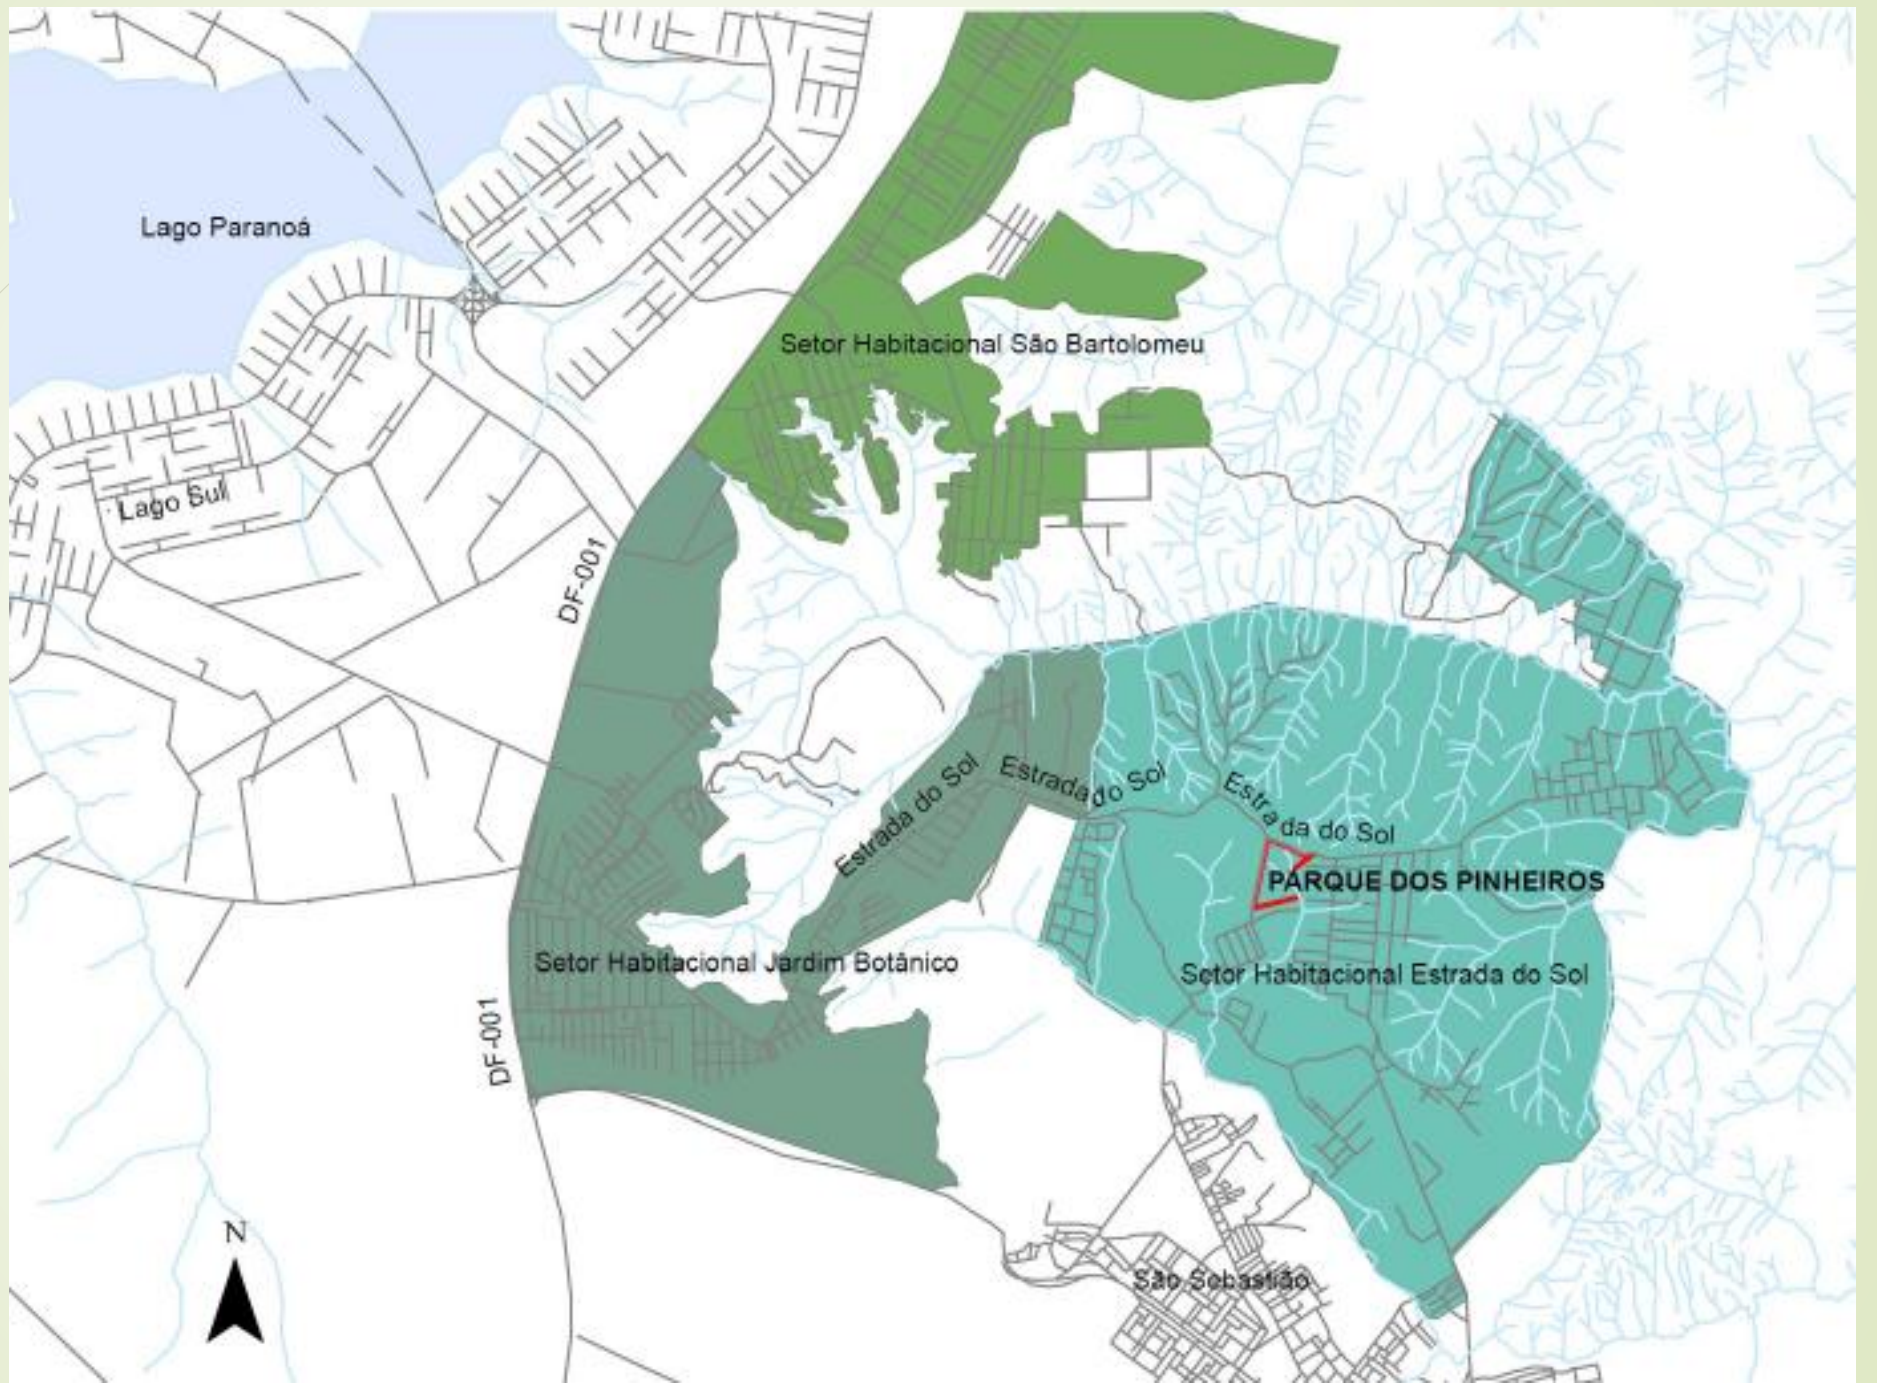 Lago Paranoá
Setor Habitacional São Bartolomeu
Lago Sul
DF-001
Estrada do Sol
Estrada do Sol
Estrada do Sol
PARQUE DOS PINHEIROS
Setor Habitacional Jardim Botânico
Setor Habitacional Estrada do Sol
DF-001
N
São Sebastião